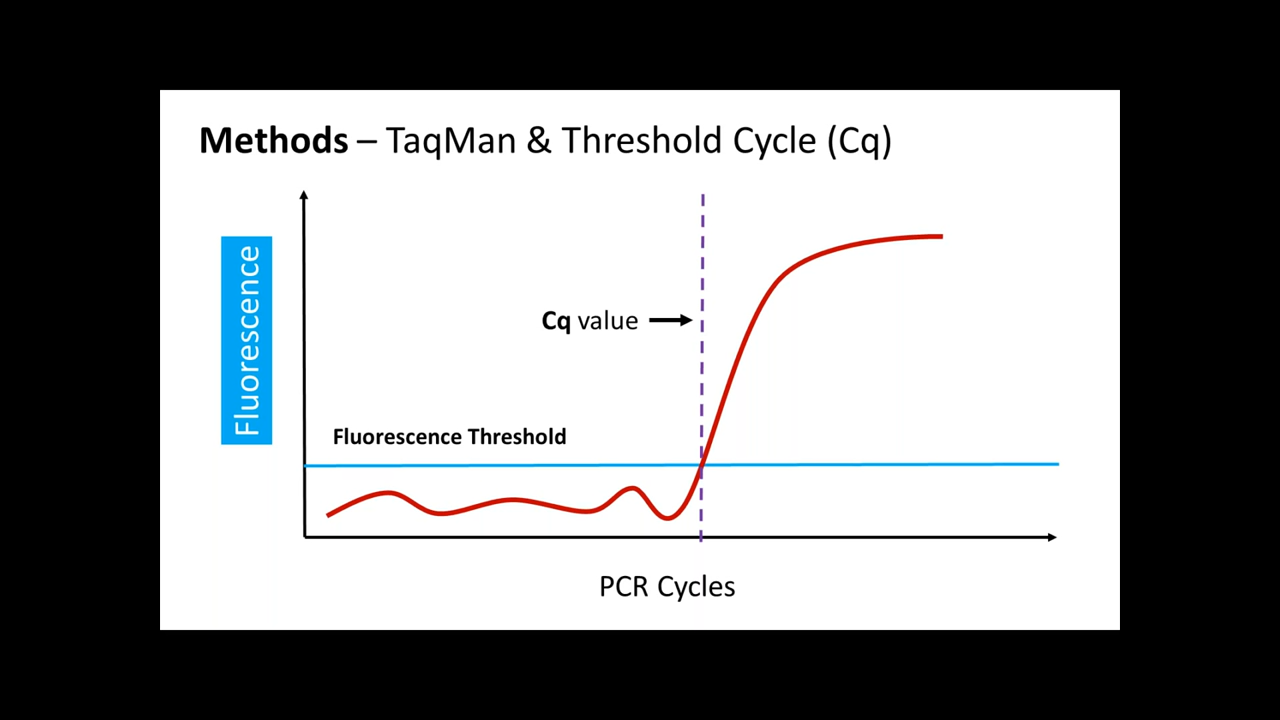 Methods – TaqMan & Threshold Cycle (Cq)
Fluorescence
Cq value
Fluorescence Threshold
PCR Cycles